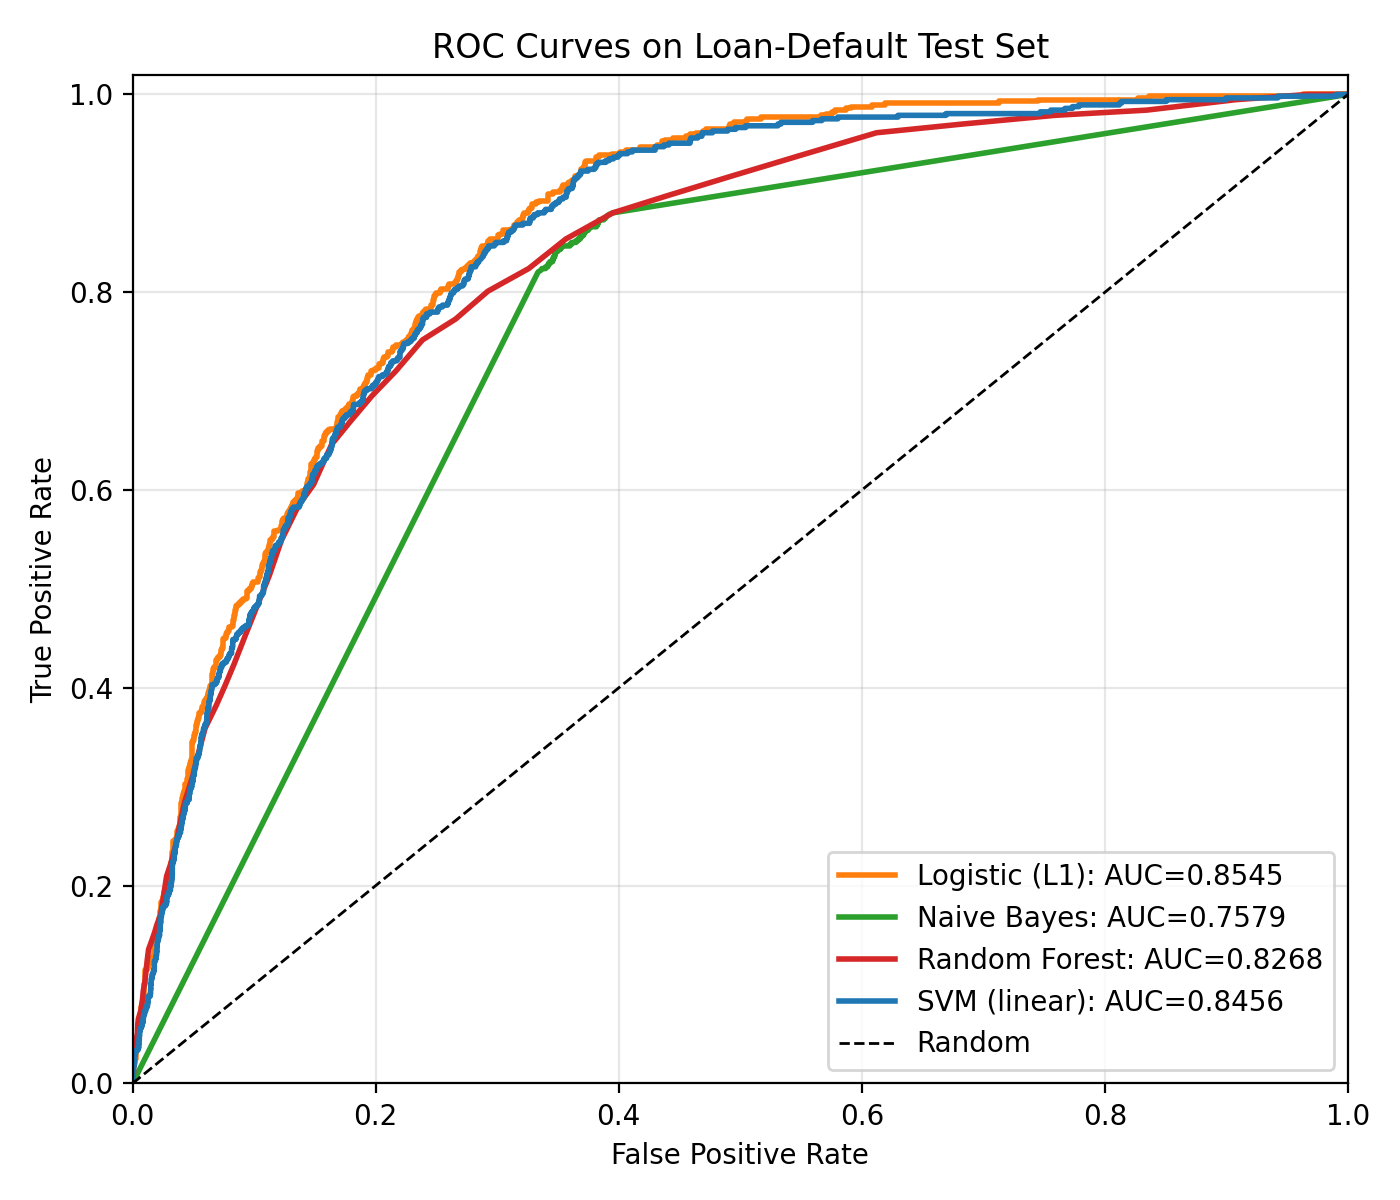 ROC Curves on Loan-Default Test Set
True Positive Rate
1.0
0.8
0.6
0.4
0.2
0.0
0.0 0.2 0.4 0.6 0.8 1.0
False Positive Rate
Logistic (L1): AUC=0.8545
Naive Bayes: AUC=0.7579
Random Forest: AUC=0.8268
SVM (linear): AUC=0.8456
Random